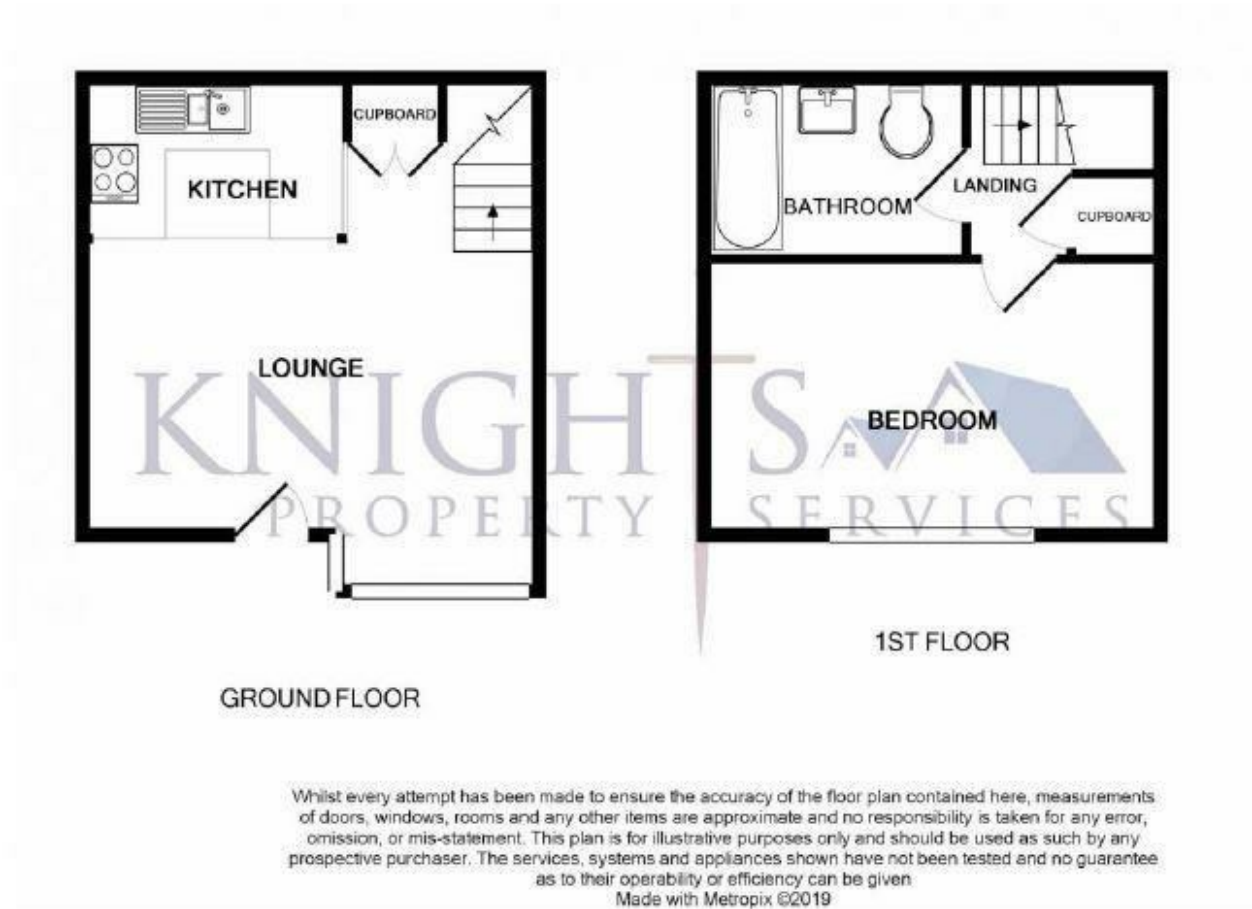 CUPBOARD
KITCHEN
LOUNGE
GROUND FLOOR
BATHROOM
LANDING
CUPBOARD
BEDROOM
1ST FLOOR
KNIGHTS
PROPERTY SERVICES
Whilst every attempt has been made to ensure the accuracy of the floor plan contained here, measurements
of doors, windows, rooms and any other items are approximate and no responsibility is taken for any error,
omission, or mis-statement. This plan is for illustrative purposes only and should be used as such by any
prospective purchaser. The services, systems and appliances shown have not been tested and no guarantee
as to their operability or efficiency can be given
Made with Metropix ©2019